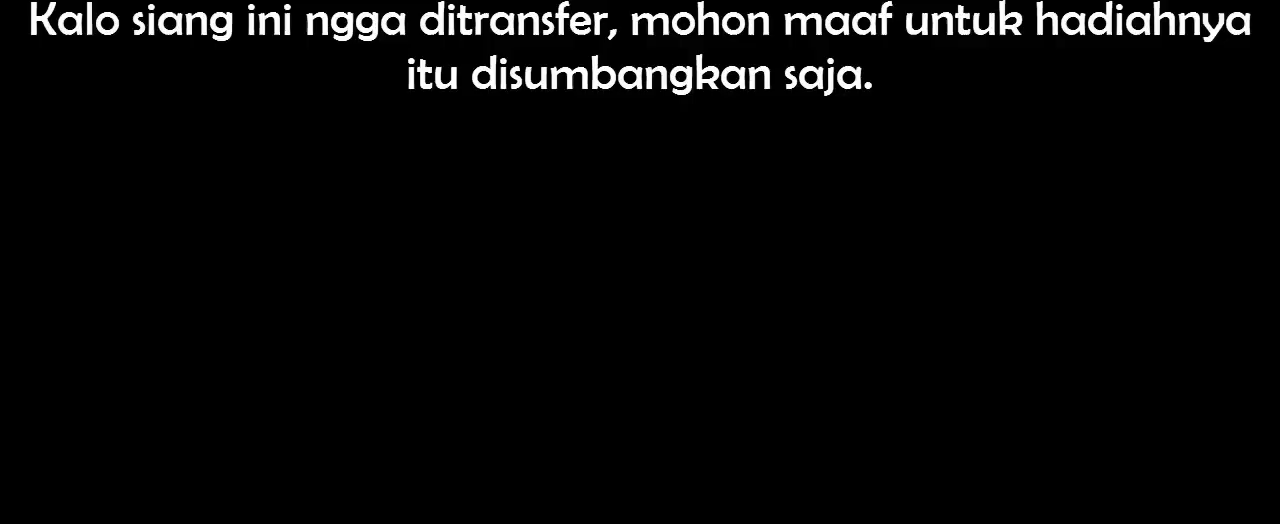 Kalo siang ini ngga ditransfer, mohon maaf untuk hadiahnya
itu disumbangkan saja.